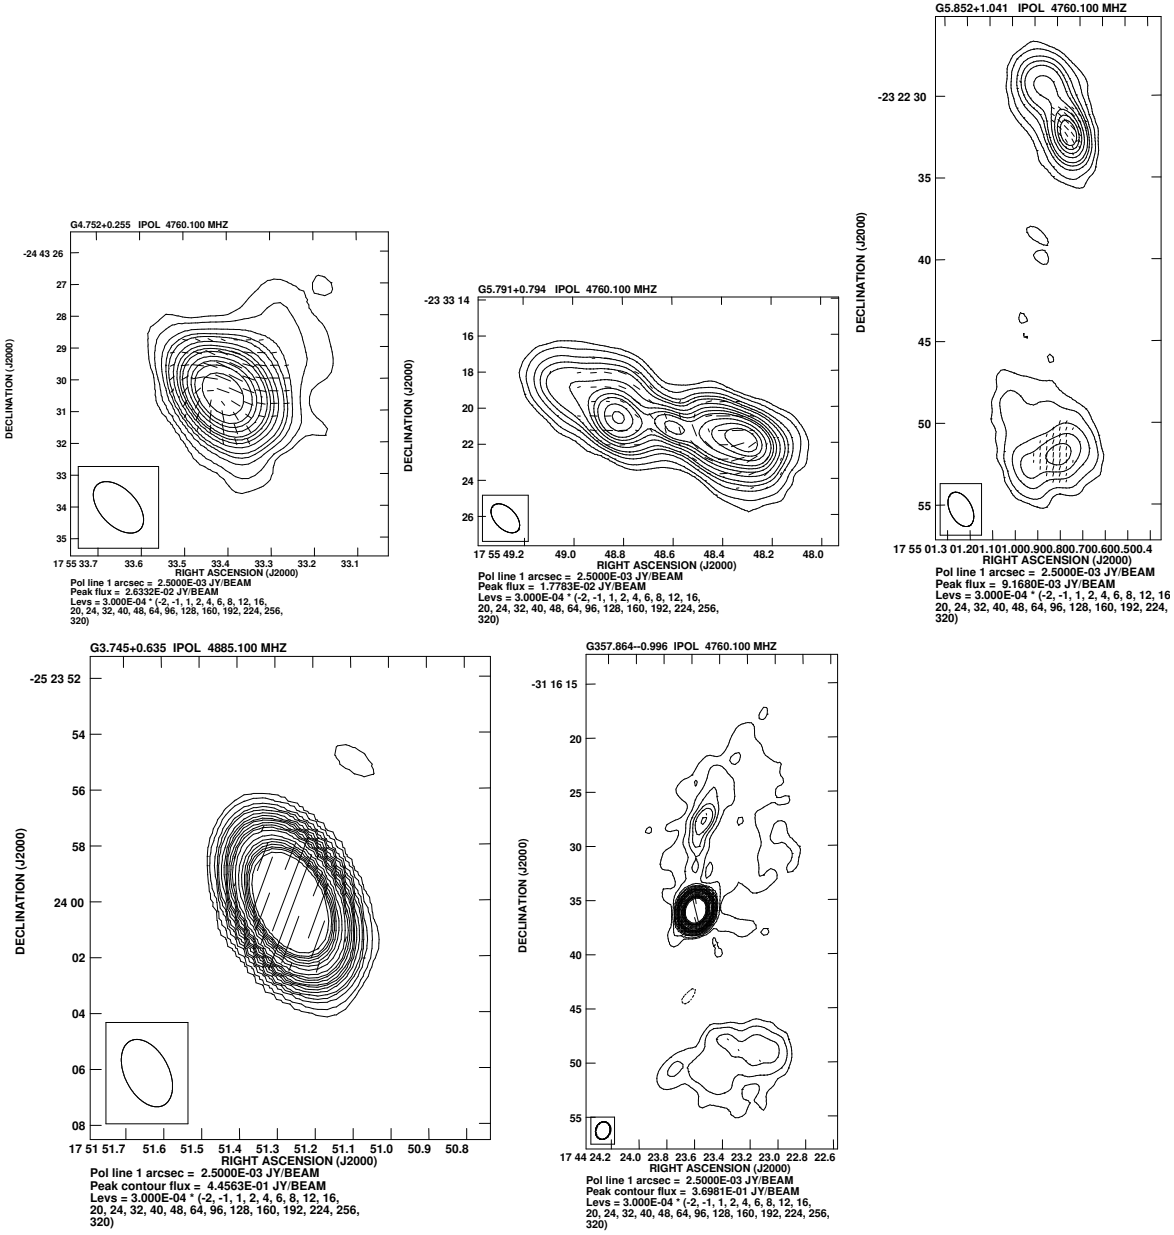 G5.852+1.041 IPOL 4760.100 MHZ
-23 22 30
35
40
45
50
55
DECLINATION (J2000)
17 55 01.3 01.201.101.000.900.800.700.600.500.4
RIGHT ASCENSION (J2000)
Pol line 1 arcsec = 2.5000E-03 JY/BEAM
Peak flux = 9.1680E-03 JY/BEAM
Levs = 3.000E-04 * (-2, -1, 1, 2, 4, 6, 8, 12, 16
20, 24, 32, 40, 48, 64, 96, 128, 160, 192, 224,
320)
G4.752+0.255 IPOL 4760.100 MHZ
-24 43 26
27
28
29
30
31
32
33
34
35
DECLINATION (J2000)
17 55 33.7 33.6 33.5 33.4 33.3 33.2 33.1
RIGHT ASCENSION (J2000)
Pol line 1 arcsec = 2.5000E-03 JY/BEAM
Peak flux = 2.6332E-02 JY/BEAM
Levs = 3.000E-04 * (-2, -1, 1, 2, 4, 6, 8, 12, 16,
20, 24, 32, 40, 48, 64, 96, 128, 160, 192, 224, 256,
320)
G5.791+0.794 IPOL 4760.100 MHZ
-23 33 14
16
18
20
22
24
26
DECLINATION (J2000)
17 55 49.2 49.0 48.8 48.6 48.4 48.2 48.0
RIGHT ASCENSION (J2000)
Pol line 1 arcsec = 2.5000E-03 JY/BEAM
Peak flux = 1.7783E-02 JY/BEAM
Levs = 3.000E-04 * (-2, -1, 1, 2, 4, 6, 8, 12, 16,
20, 24, 32, 40, 48, 64, 96, 128, 160, 192, 224, 256,
320)
G3.745+0.635 IPOL 4885.100 MHZ
-25 23 52
54
56
58
24 00
02
04
06
08
DECLINATION (J2000)
17 51 51.7 51.6 51.5 51.4 51.3 51.2 51.1 51.0 50.9 50.8
RIGHT ASCENSION (J2000)
Pol line 1 arcsec = 2.5000E-03 JY/BEAM
Peak contour flux = 4.4563E-01 JY/BEAM
Levs = 3.000E-04 * (-2, -1, 1, 2, 4, 6, 8, 12, 16,
20, 24, 32, 40, 48, 64, 96, 128, 160, 192, 224, 256,
320)
G357.864--0.996 IPOL 4760.100 MHZ
-31 16 15
20
25
30
35
40
45
50
55
DECLINATION (J2000)
17 44 24.2 24.0 23.8 23.6 23.4 23.2 23.0 22.8 22.6
RIGHT ASCENSION (J2000)
Pol line 1 arcsec = 2.5000E-03 JY/BEAM
Peak contour flux = 3.6981E-01 JY/BEAM
Levs = 3.000E-04 * (-2, -1, 1, 2, 4, 6, 8, 12, 16,
20, 24, 32, 40, 48, 64, 96, 128, 160, 192, 224, 256,
320)